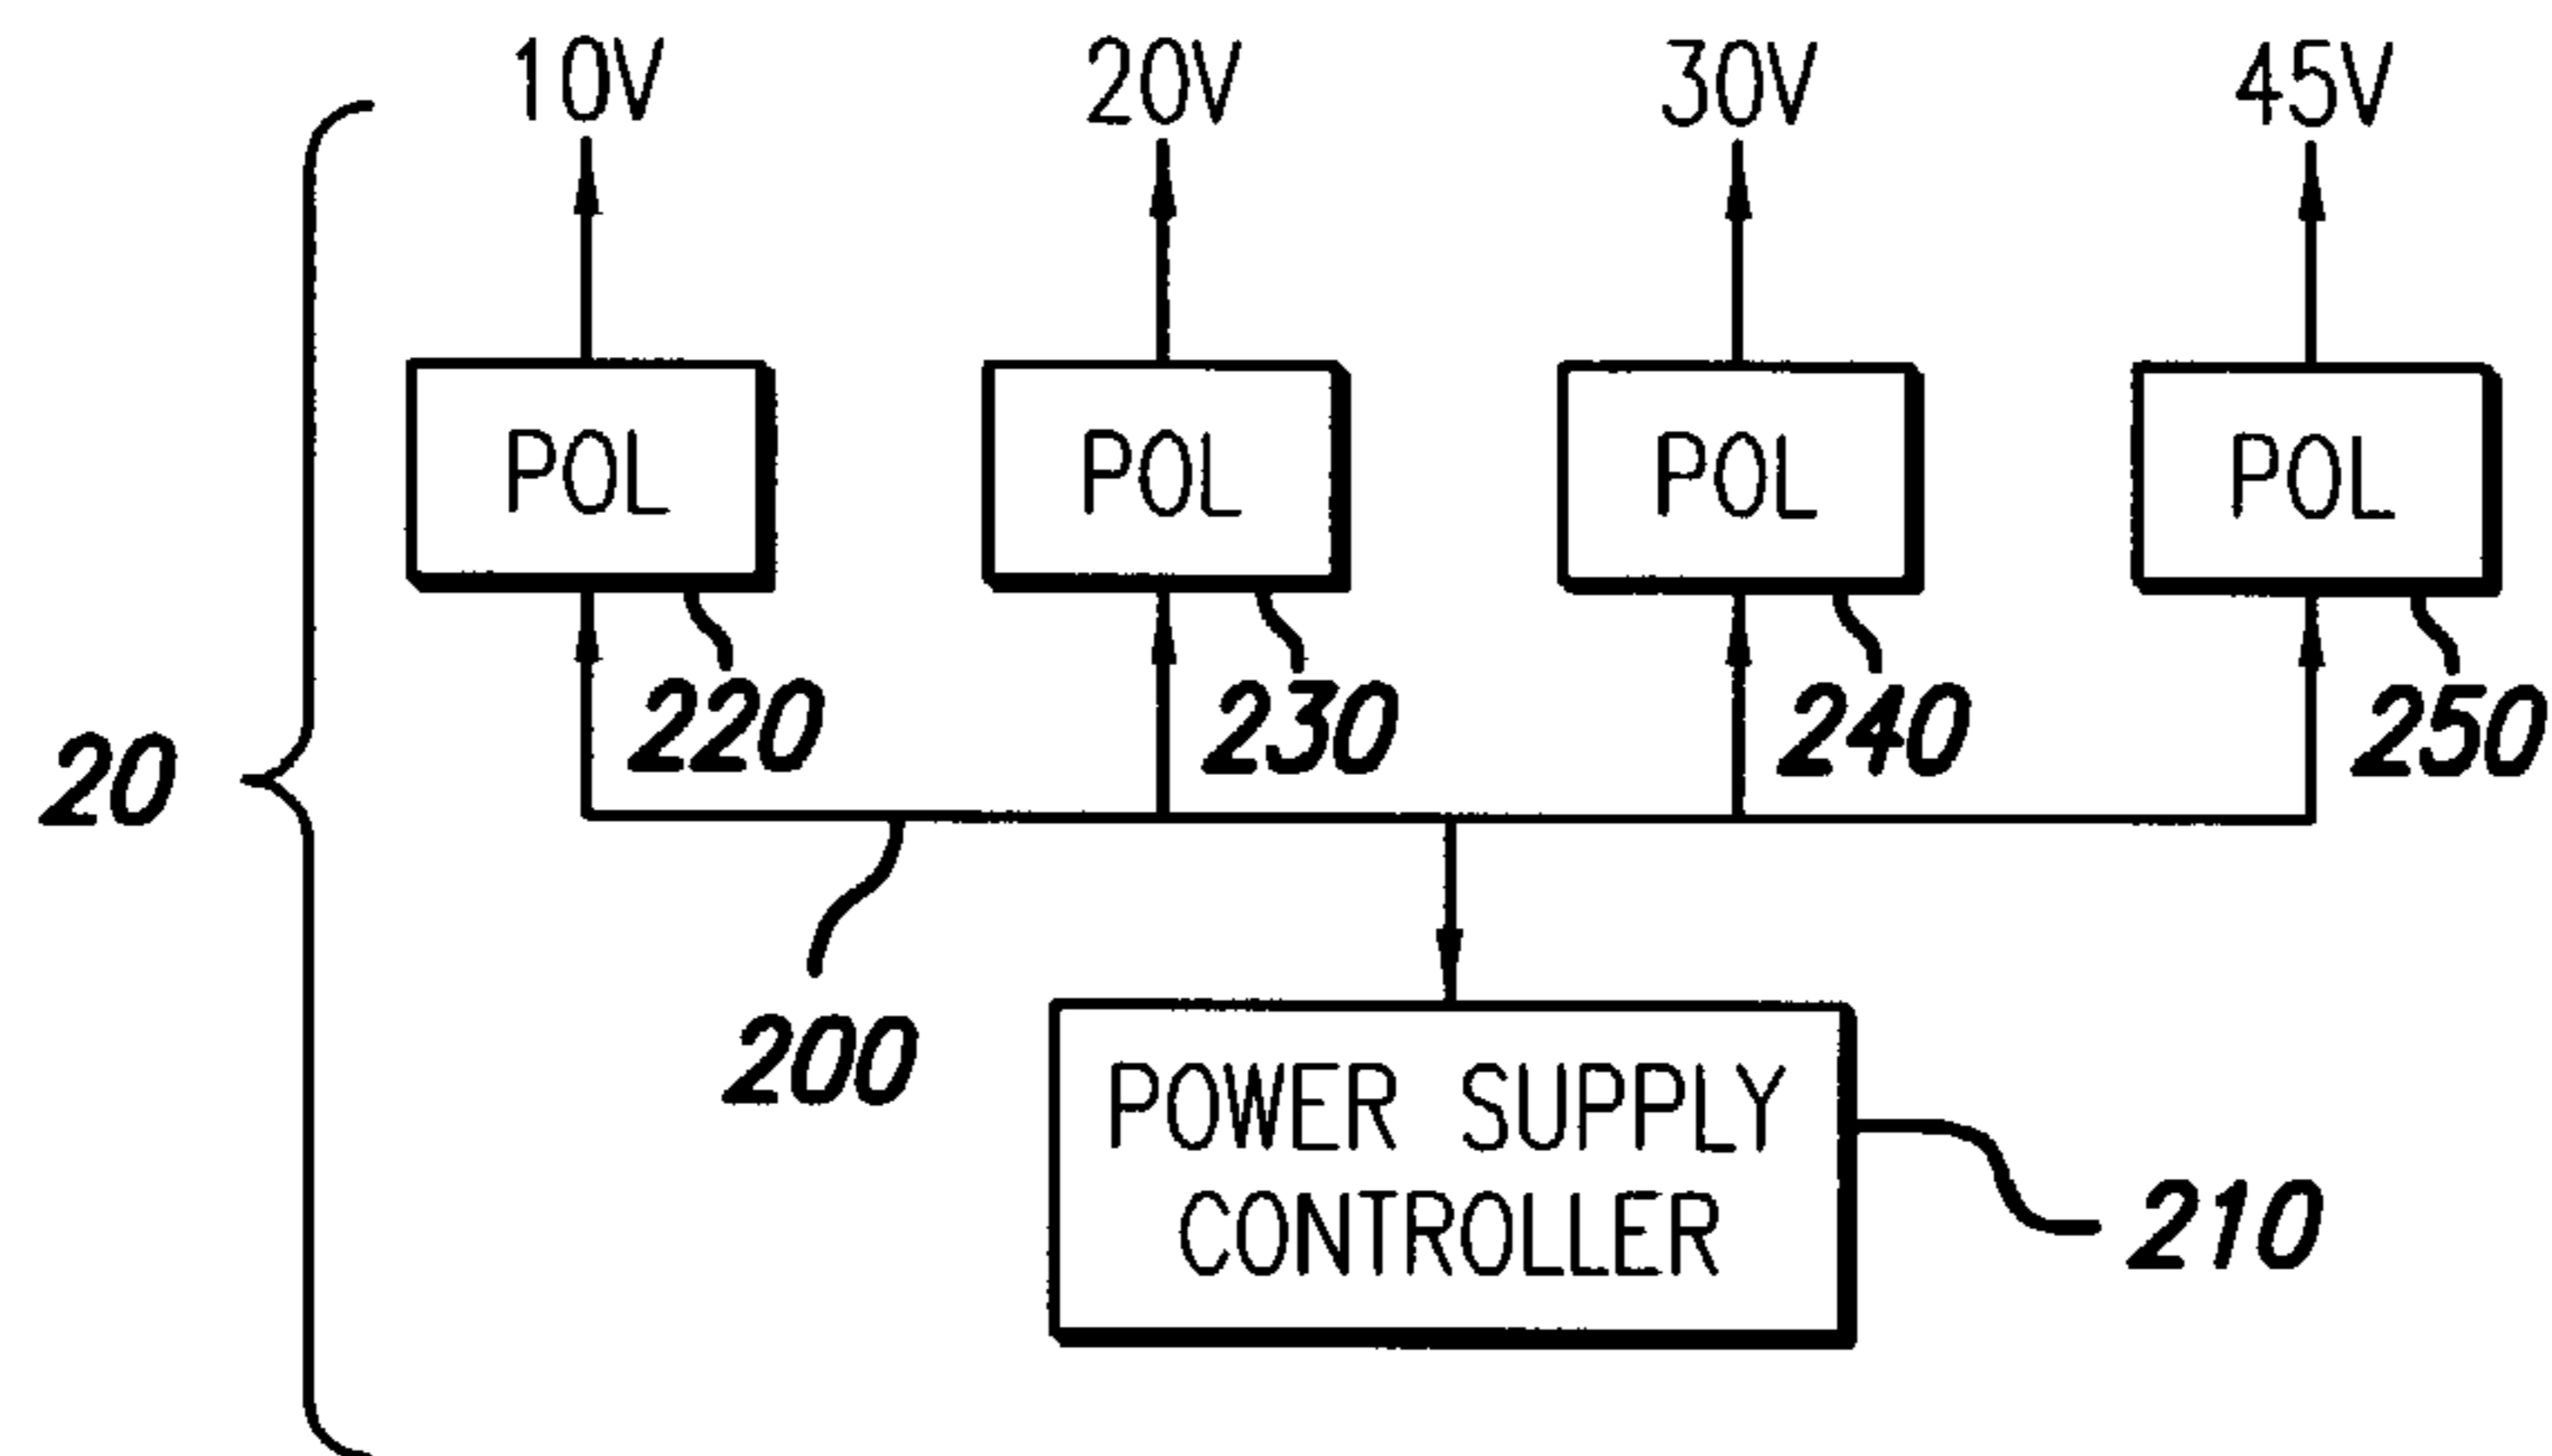 10V 20V 30V 45V
POL POL POL POL
220 230 240 250
20
200
POWER SUPPLY
CONTROLLER
210